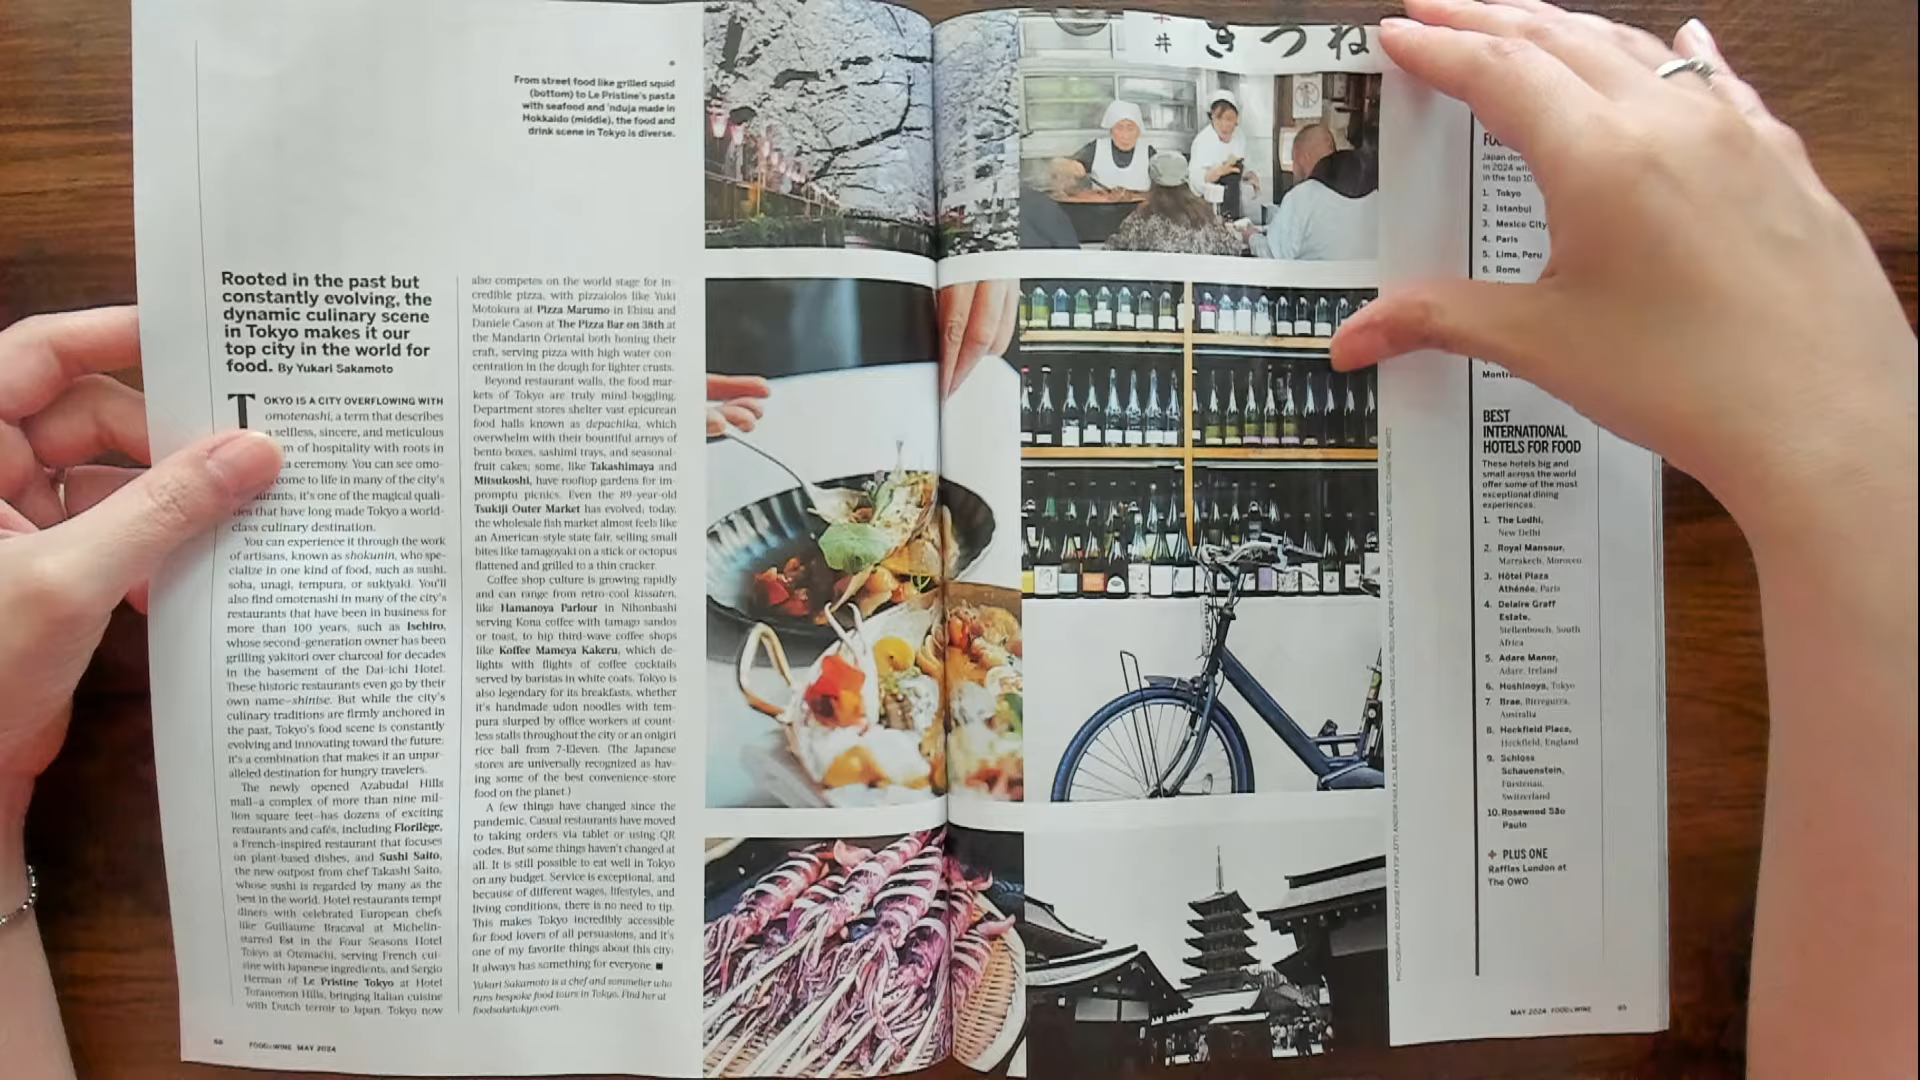 From street food like grilled squid
(bottom) to Le Pristine's pasta
with seafood and 'nduja made in
Hokkaido (middle), the food and
drink scene in Tokyo is diverse.
Rooted in the past but
constantly evolving, the
dynamic culinary scene
in Tokyo makes it our
top city in the world for
food. By Yukari Sakamoto
TOKYO IS A CITY OVERFLOWING WITH
omotenashi, a term that describes
a selfless, sincere, and meticulous
m of hospitality with roots in
a ceremony. You can see omo-
come to life in many of the city's
aurants, it's one of the magical quali-
ties that have long made Tokyo a world-
class culinary destination.
You can experience it through the work
of artisans, known as shokunin, who spe-
cialize in one kind of food, such as sushi,
soba, unagi, tempura, or sukiyaki. You'll
also find omotenashi in many of the city's
restaurants that have been in business for
more than 100 years, such as Ischiro,
whose second-generation owner has been
grilling yakitori over charcoal for decades
in the basement of the Dai-ichi Hotel.
These historic restaurants even go by their
own name—shinise. But while the city's
culinary traditions are firmly anchored in
the past, Tokyo's food scene is constantly
evolving and innovating toward the future;
it's a combination that makes it an unpar-
alleled destination for hungry travelers.
The newly opened Azabudai Hills
mall—a complex of more than nine mil-
lion square feet—has dozens of exciting
restaurants and cafés, including Florilège,
a French-inspired restaurant that focuses
on plant-based dishes, and Sushi Saito,
the new outpost from chef Takashi Saito,
whose sushi is regarded by many as the
best in the world. Hotel restaurants tempt
diners with celebrated European chefs
like Guillaume Bracaval at Michelin-
starred Est in the Four Seasons Hotel
Tokyo at Otemachi, serving French cui-
sine with Japanese ingredients, and Sergio
Herman of Le Pristine Tokyo at Hotel
Toranomon Hills, bringing Italian cuisine
with Dutch terroir to Japan. Tokyo now
also competes on the world stage for in-
credible pizza, with pizzaiolos like Yuki
Motokura at Pizza Marumo in Ebisu and
Daniele Cason at The Pizza Bar on 38th at
the Mandarin Oriental both honing their
craft, serving pizza with high water con-
centration in the dough for lighter crusts.
Beyond restaurant walls, the food mar-
kets of Tokyo are truly mind-boggling.
Department stores shelter vast epicurean
food halls known as depachika, which
overwhelm with their bountiful arrays of
bento boxes, sashimi trays, and seasonal-
fruit cakes; some, like Takashimaya and
Mitsukoshi, have rooftop gardens for im-
promptu picnics. Even the 89-year-old
Tsukiji Outer Market has evolved; today,
the wholesale fish market almost feels like
an American-style state fair, selling small
bites like tamagoyaki on a stick or octopus
flattened and grilled to a thin cracker.
Coffee shop culture is growing rapidly
and can range from retro-cool kissaten,
like Hamanoya Parlour in Nihonbashi
serving Kona coffee with tamago sandos
or toast, to hip third-wave coffee shops
like Koffee Mameya Kakeru, which de-
lights with flights of coffee cocktails
served by baristas in white coats. Tokyo is
also legendary for its breakfasts, whether
it's handmade udon noodles with tem-
pura slurped by office workers at count-
less stalls throughout the city or an onigiri
rice ball from 7-Eleven. (The Japanese
stores are universally recognized as hav-
ing some of the best convenience-store
food on the planet.)
A few things have changed since the
pandemic. Casual restaurants have moved
to taking orders via tablet or using QR
codes. But some things haven't changed at
all. It is still possible to eat well in Tokyo
on any budget. Service is exceptional, and
because of different wages, lifestyles, and
living conditions, there is no need to tip.
This makes Tokyo incredibly accessible
for food lovers of all persuasions, and it's
one of my favorite things about this city:
It always has something for everyone. ■
Yukari Sakamoto is a chef and sommelier who
runs bespoke food tours in Tokyo. Find her at
foodsaketokyo.com.
68 FOOD & WINE MAY 2024
井 きつね
Japan
in 2024
in the top 10
1. Tokyo
2. Istanbul
3. Mexico City
4. Paris
5. Lima, Peru
6. Rome
BEST
INTERNATIONAL
HOTELS FOR FOOD
These hotels big and
small across the world
offer some of the most
exceptional dining
experiences.
1. The Lodhi,
New Delhi
2. Royal Mansour,
Marrakech, Morocco
3. Hôtel Plaza
Athénée, Paris
4. Delaire Graff
Estate,
Stellenbosch, South
Africa
5. Adare Manor,
Adare, Ireland
6. Hoshinoya, Tokyo
7. Brae, Birregurra,
Australia
8. Heckfield Place,
Heckfield, England
9. Schloss
Schauenstein,
Fürstenau,
Switzerland
10. Rosewood São
Paulo
+ PLUS ONE
Raffles London at
The OWO
MAY 2024 FOOD & WINE